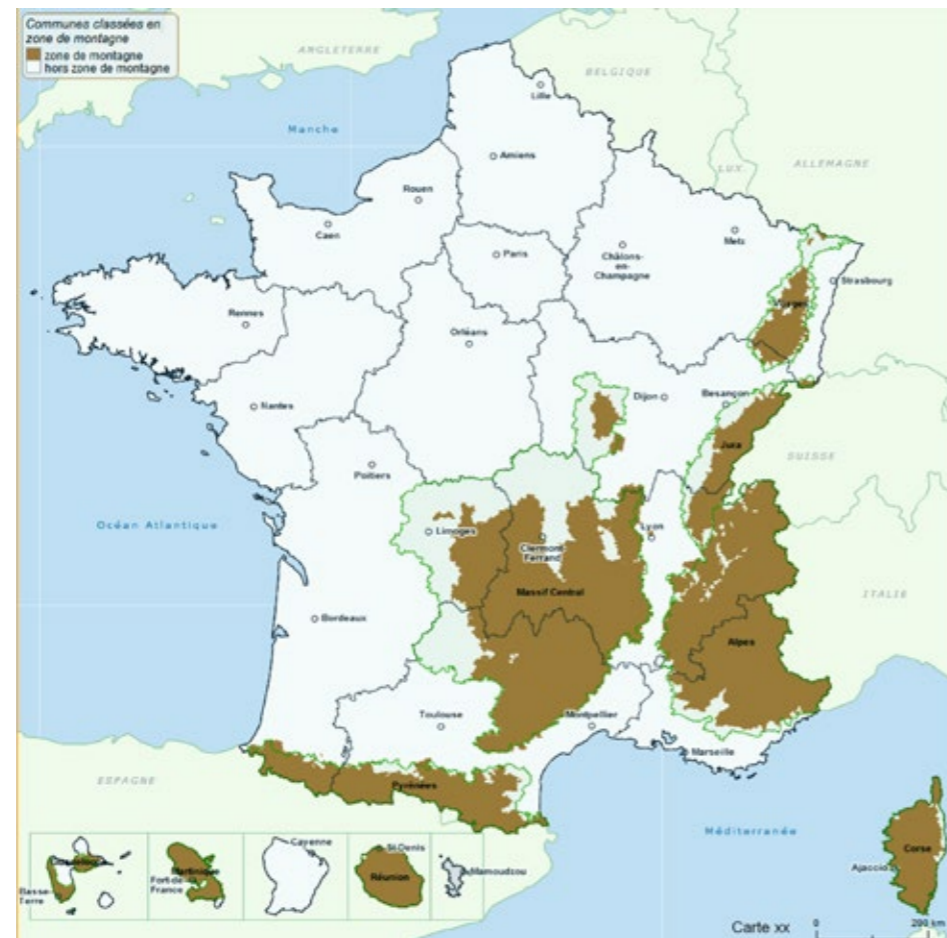 Communes classées en
zone de montagne
zone de montagne
hors zone de montagne
ANGLETERRE
BELGIQUE
Lille
Manche
Amiens
LUX.
ALLEMAGNE
Rouen
Caen
Metz
Paris
Châlons-
en-
Champagne
Strasbourg
Vosges
Rennes
Orléans
Nantes
Dijon
Besançon
Jura
SUISSE
Poitiers
Océan Atlantique
Limoges
Clermont-
Ferrand
Lyon
Massif Central
ITALIE
Bordeaux
Alpes
Toulouse
Montpellier
Marseille
ESPAGNE
Pyrénées
Méditerranée
Corse
Ajaccio
Guadeloupe
Basse-
Terre
Martinique
Fort-de-
France
Cayenne
St-Denis
Réunion
Mamoudzou
Carte xx
0
200 km